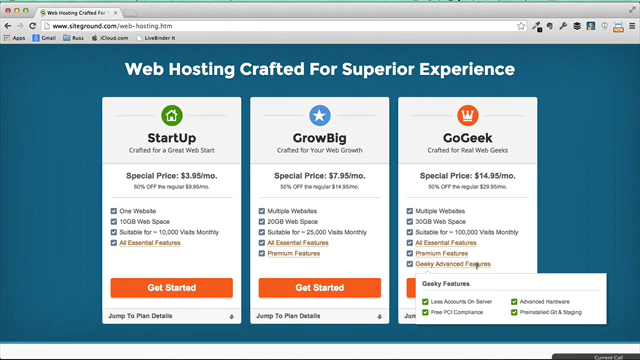 Web Hosting Crafted For T
www.siteground.com/web-hosting.htm
Apps
Gmail
Russ
iCloud.com
LiveBinder It
NEW
Web Hosting Crafted For Superior Experience
StartUp
Crafted for a Great Web Start
Special Price: $3.95/mo.
60% OFF the regular $9.95/mo.
One Website
10GB Web Space
Suitable for ~ 10,000 Visits Monthly
All Essential Features
Get Started
Jump To Plan Details
GrowBig
Crafted for Your Web Growth
Special Price: $7.95/mo.
50% OFF the regular $14.95/mo.
Multiple Websites
20GB Web Space
Suitable for ~ 25,000 Visits Monthly
All Essential Features
Premium Features
Get Started
Jump To Plan Details
GoGeek
Crafted for Real Web Geeks
Special Price: $14.95/mo.
50% OFF the regular $29.95/mo.
Multiple Websites
30GB Web Space
Suitable for ~ 100,000 Visits Monthly
All Essential Features
Premium Features
Geeky Advanced Features
Geeky Features
Less Accounts On Server
Advanced Hardware
Free PCI Compliance
Preinstalled Git & Staging
Current Call